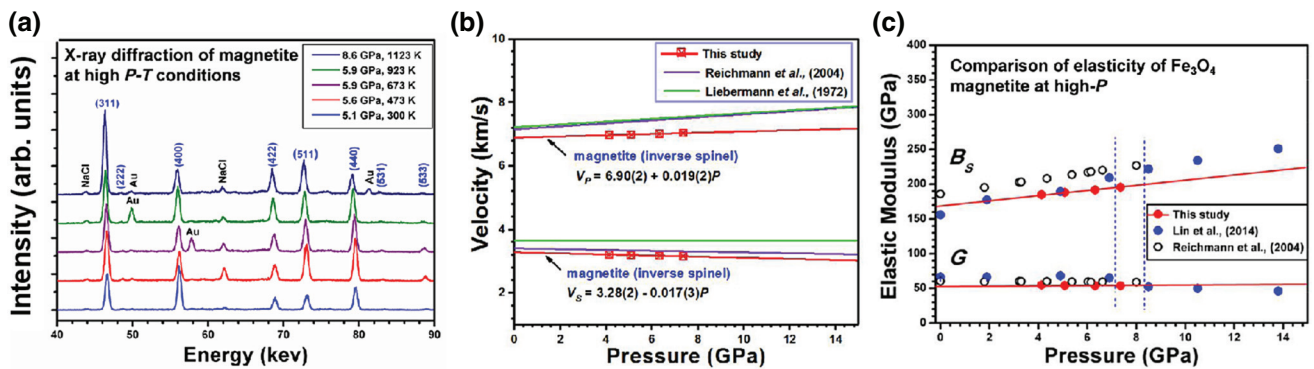 (a)
X-ray diffraction of magnetite
at high P-T conditions
8.6 GPa, 1123 K
5.9 GPa, 923 K
5.9 GPa, 673 K
5.6 GPa, 473 K
5.1 GPa, 300 K
(311)
NaCl
(222)
Au
(400)
NaCl
(422)
(511)
(440)
Au
(531)
(533)
Au
Au
Intensity (arb. units)
40 50 60 70 80 90
Energy (kev)
(b)
This study
Reichmann et al., (2004)
Liebermann et al., (1972)
magnetite (inverse spinel)
VP = 6.90(2) + 0.019(2)P
magnetite (inverse spinel)
VS = 3.28(2) - 0.017(3)P
Velocity (km/s)
10
8
6
4
2
0 2 4 6 8 10 12 14
Pressure (GPa)
(c)
Comparison of elasticity of Fe3O4
magnetite at high-P
BS
G
This study
Lin et al., (2014)
Reichmann et al., (2004)
Elastic Modulus (GPa)
400
350
300
250
200
150
100
50
0
0 2 4 6 8 10 12 14
Pressure (GPa)